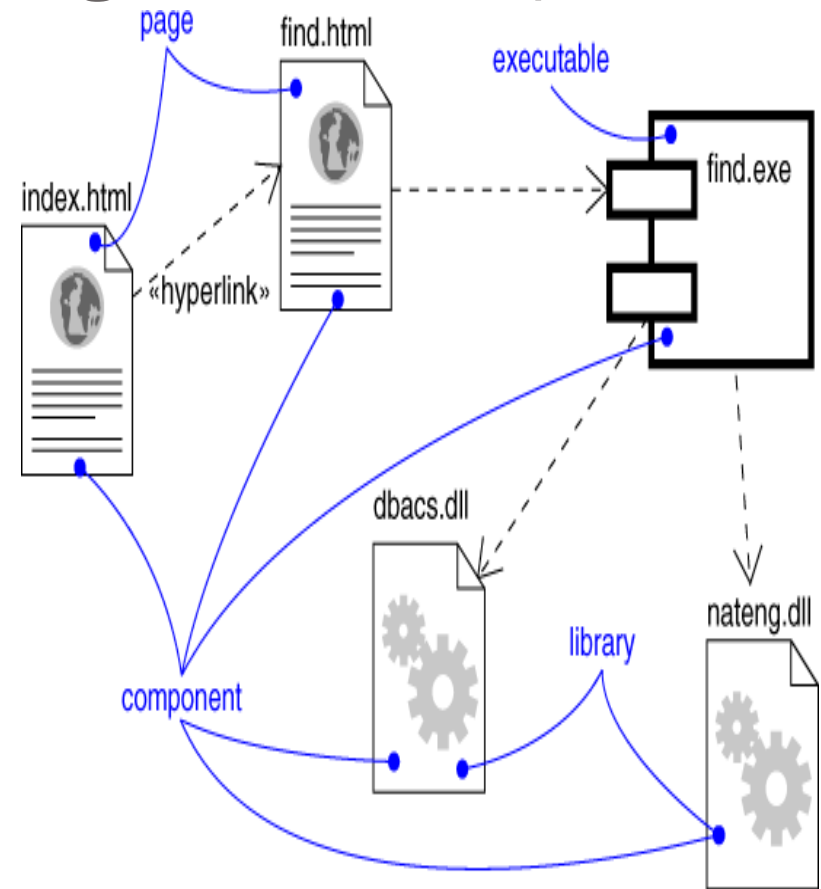 page
find.html
executable
find.exe
index.html
«hyperlink»
dbacs.dll
nateng.dll
library
component